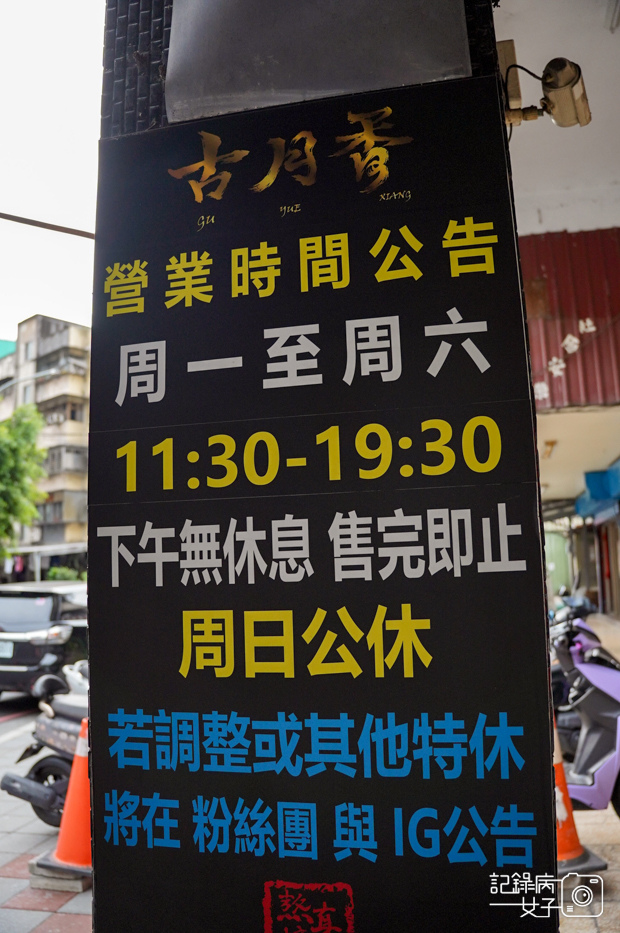 古月香
GU YUE XIANG
營業時間公告
周一至周六
11:30-19:30
下午無休息 售完即止
周日公休
若調整或其他特休
將在 粉絲團 與 IG公告
記錄病
女子